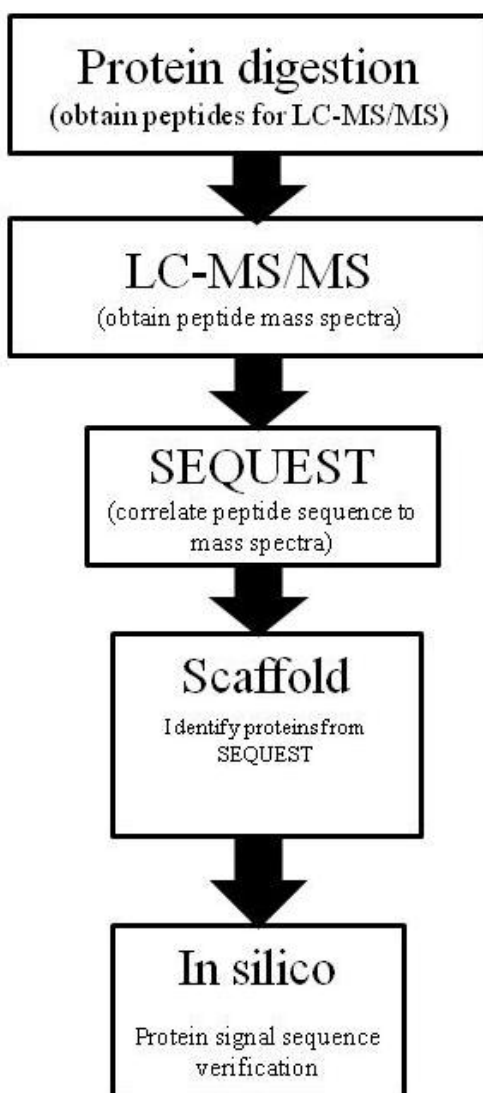 Protein digestion
(obtain peptides for LC-MS/MS)
LC-MS/MS
(obtain peptide mass spectra)
SEQUEST
(correlate peptide sequence to
mass spectra)
Scaffold
Identify proteins from
SEQUEST
In silico
Protein signal sequence
verification